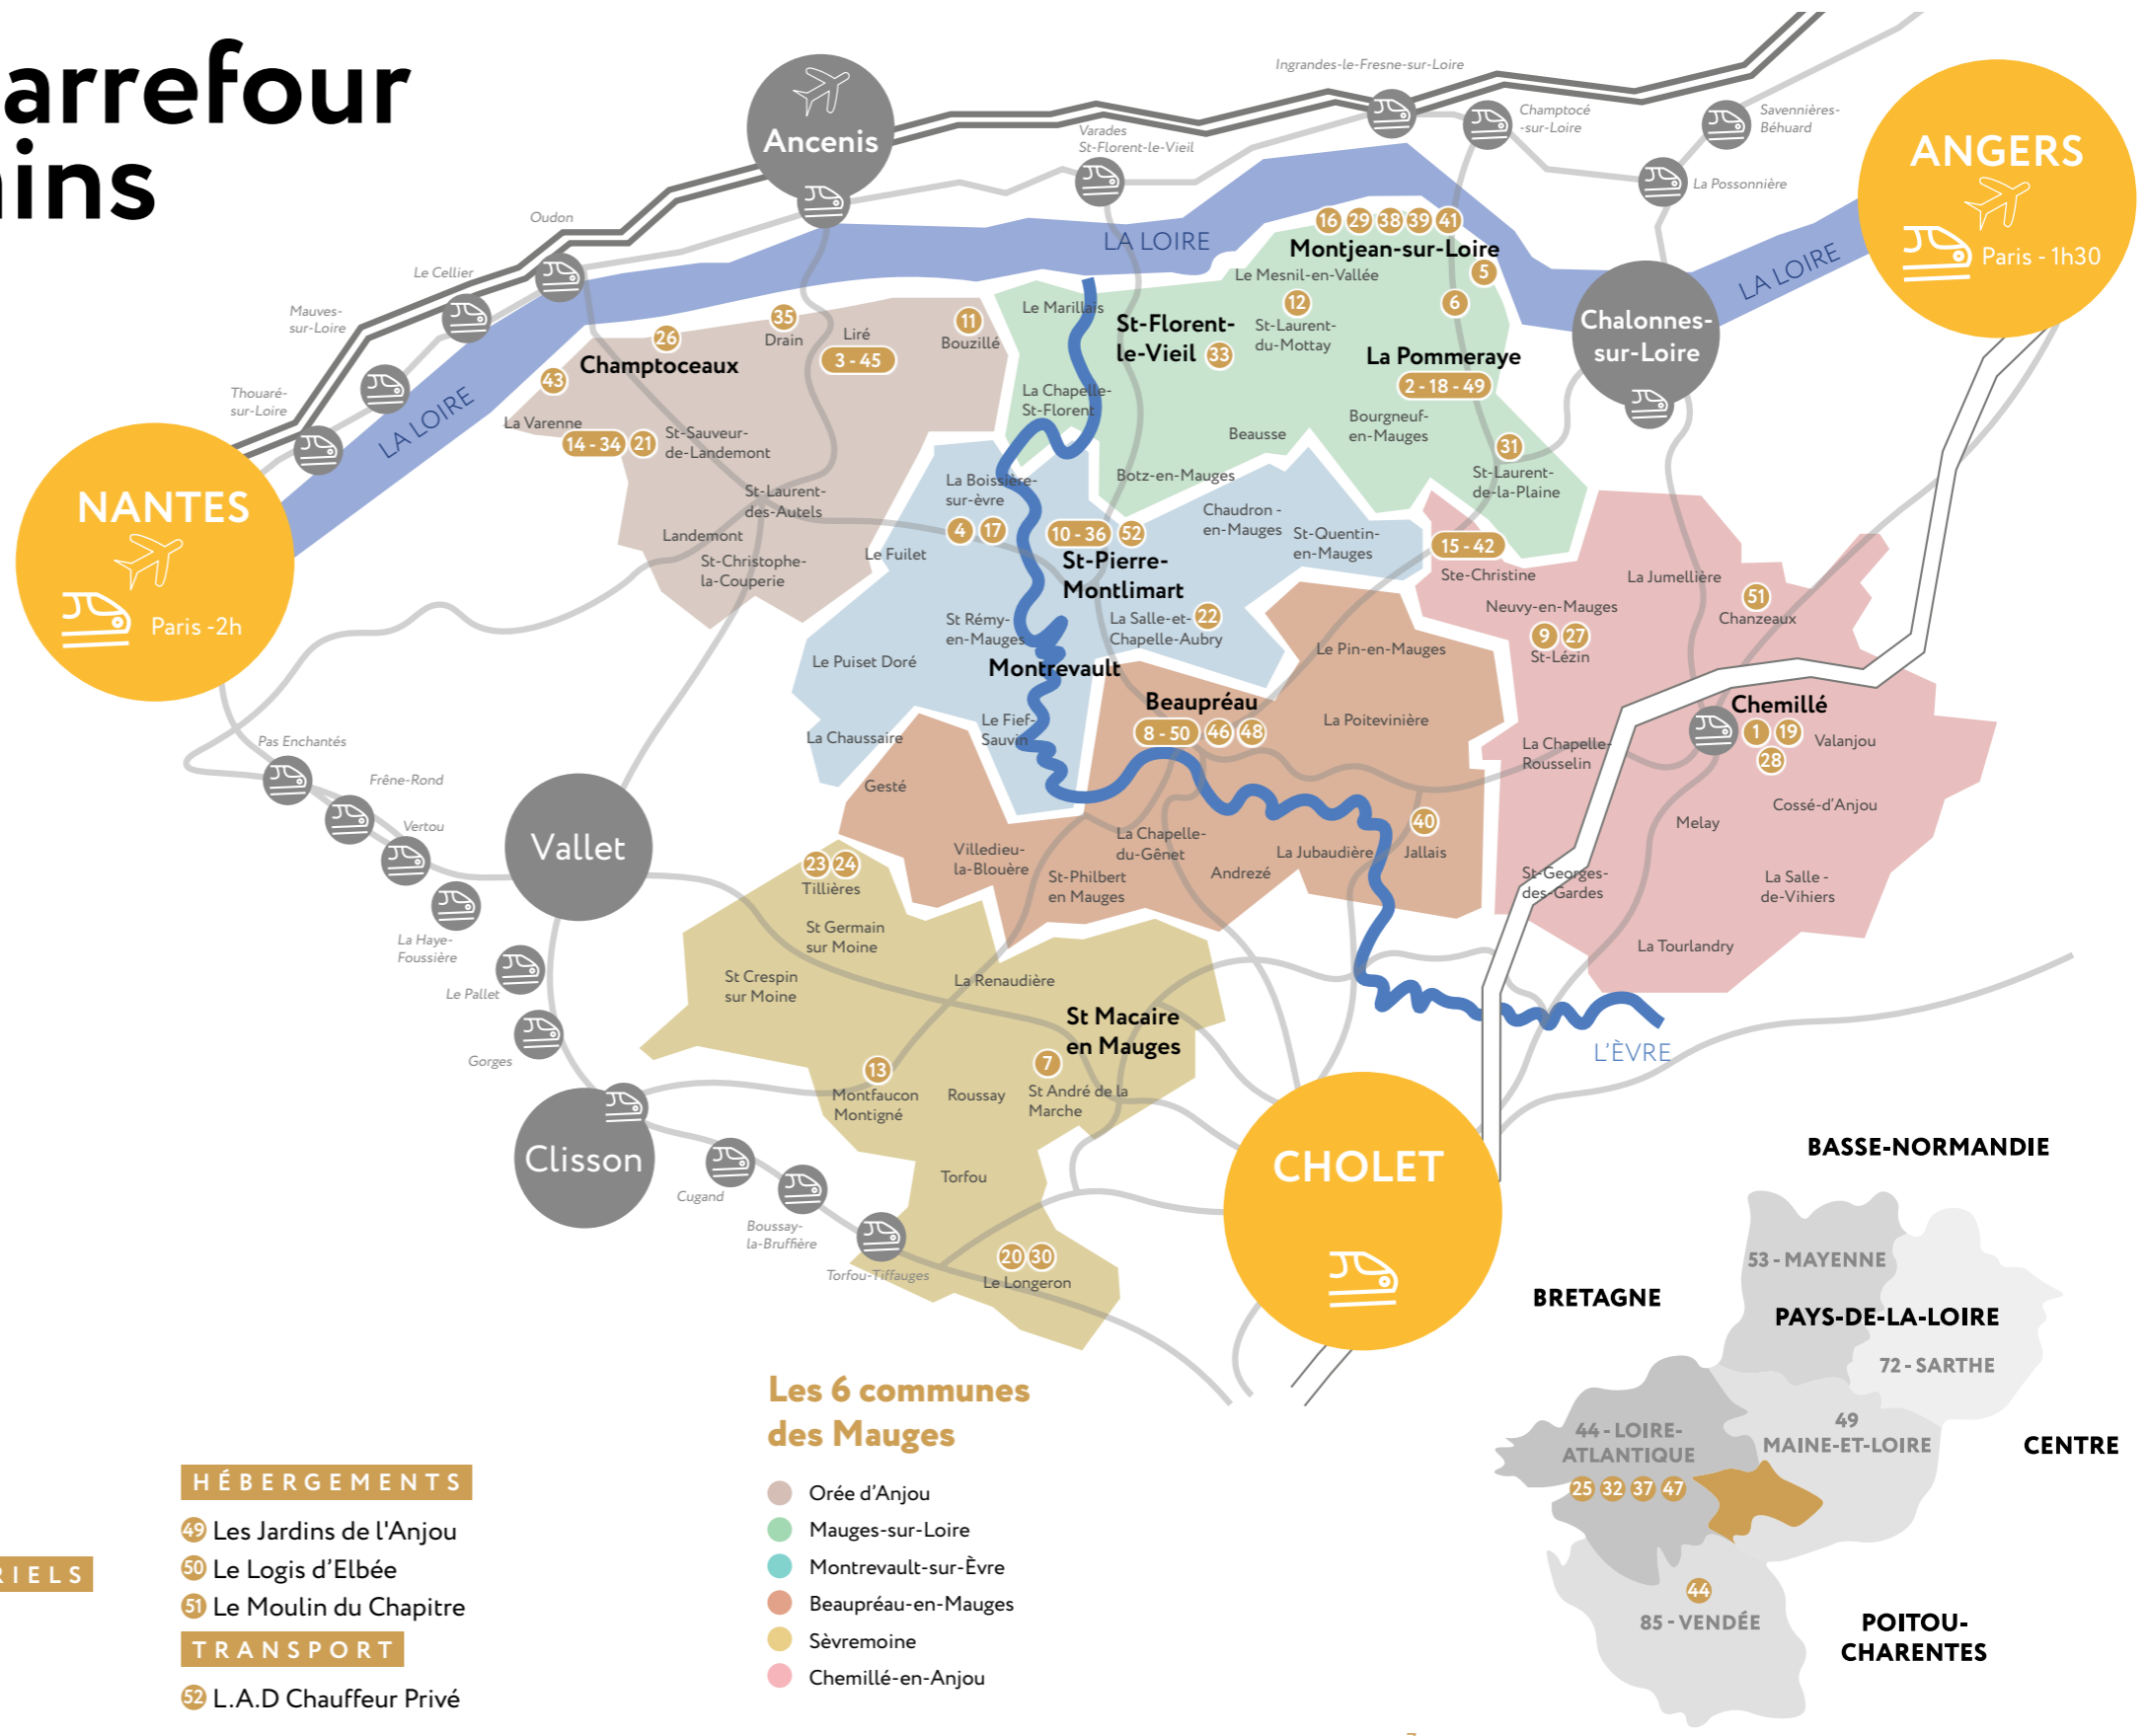 arrefour
ins
Ingrandes-le-Fresne-sur-Loire
Champtocé
-sur-Loire
Savennières-
Béhuard
Ancenis
Varades
St-Florent-le-Vieil
La Possonnière
ANGERS
Paris - 1h30
Oudon
Le Cellier
Mauves-
sur-Loire
Thouaré-
sur-Loire
LA LOIRE
LA LOIRE
LA LOIRE
NANTES
Paris -2h
16 29 38 39 41
Montjean-sur-Loire
5
6
Le Mesnil-en-Vallée
12
St-Laurent-
du-Mottay
Le Marillais
St-Florent-
le-Vieil 33
La Pommeraye
2 - 18 - 49
Chalonnes-
sur-Loire
26
Champtoceaux
35
Drain
Liré
3 - 45
11
Bouzillé
43
La Varenne
14 - 34 21
St-Sauveur-
de-Landemont
La Chapelle-
St-Florent
Beausse
Bourgneuf-
en-Mauges
31
St-Laurent-
de-la-Plaine
Botz-en-Mauges
St-Laurent-
des-Autels
Landemont
St-Christophe-
la-Couperie
La Boissière-
sur-èvre
4 17
Le Fuilet
10 - 36 52
St-Pierre-
Montlimart
Chaudron -
en-Mauges
St-Quentin-
en-Mauges
15 - 42
Ste-Christine
La Jumellière
51
Chanzeaux
Neuvy-en-Mauges
9 27
St-Lézin
St Rémy-
en-Mauges
La Salle-et- 22
Chapelle-Aubry
Le Puiset Doré
Montrevault
Le Pin-en-Mauges
Beaupréau
8 - 50 46 48
La Poitevinière
Chemillé
1 19
28
Valanjou
La Chaussaire
Le Fief-
Sauvin
La Chapelle-
Rousselin
Gesté
Cossé-d'Anjou
Melay
Pas Enchantés
Frêne-Rond
Vertou
La Haye-
Foussière
Le Pallet
Gorges
Vallet
Villedieu-
la-Blouère
La Chapelle-
du-Gênet
St-Philbert
en Mauges
Andrezé
La Jubaudière
40
Jallais
St-Georges-
des-Gardes
La Salle -
de-Vihiers
La Tourlandry
23 24
Tillières
St Germain
sur Moine
St Crespin
sur Moine
La Renaudière
St Macaire
en Mauges
L'ÈVRE
13
Montfaucon
Montigné
Roussay
7
St André de la
Marche
Clisson
Cugand
Boussay-
la-Bruffière
Torfou-Tiffauges
Torfou
20 30
Le Longeron
CHOLET
BASSE-NORMANDIE
53 - MAYENNE
BRETAGNE
PAYS-DE-LA-LOIRE
72 - SARTHE
44 - LOIRE-
ATLANTIQUE
25 32 37 47
49
MAINE-ET-LOIRE
CENTRE
44
85 - VENDÉE
POITOU-
CHARENTES
RIELS
HÉBERGEMENTS
49 Les Jardins de l'Anjou
50 Le Logis d'Elbée
51 Le Moulin du Chapitre
TRANSPORT
52 L.A.D Chauffeur Privé
Les 6 communes
des Mauges
Orée d'Anjou
Mauges-sur-Loire
Montrevault-sur-Èvre
Beaupréau-en-Mauges
Sèvremoine
Chemillé-en-Anjou